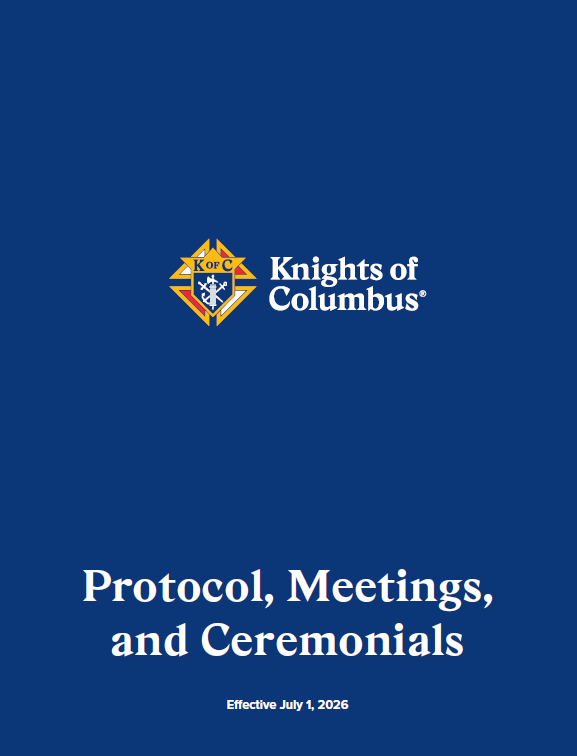 K OF C
Knights of
Columbus®
Protocol, Meetings,
and Ceremonials
Effective July 1, 2026